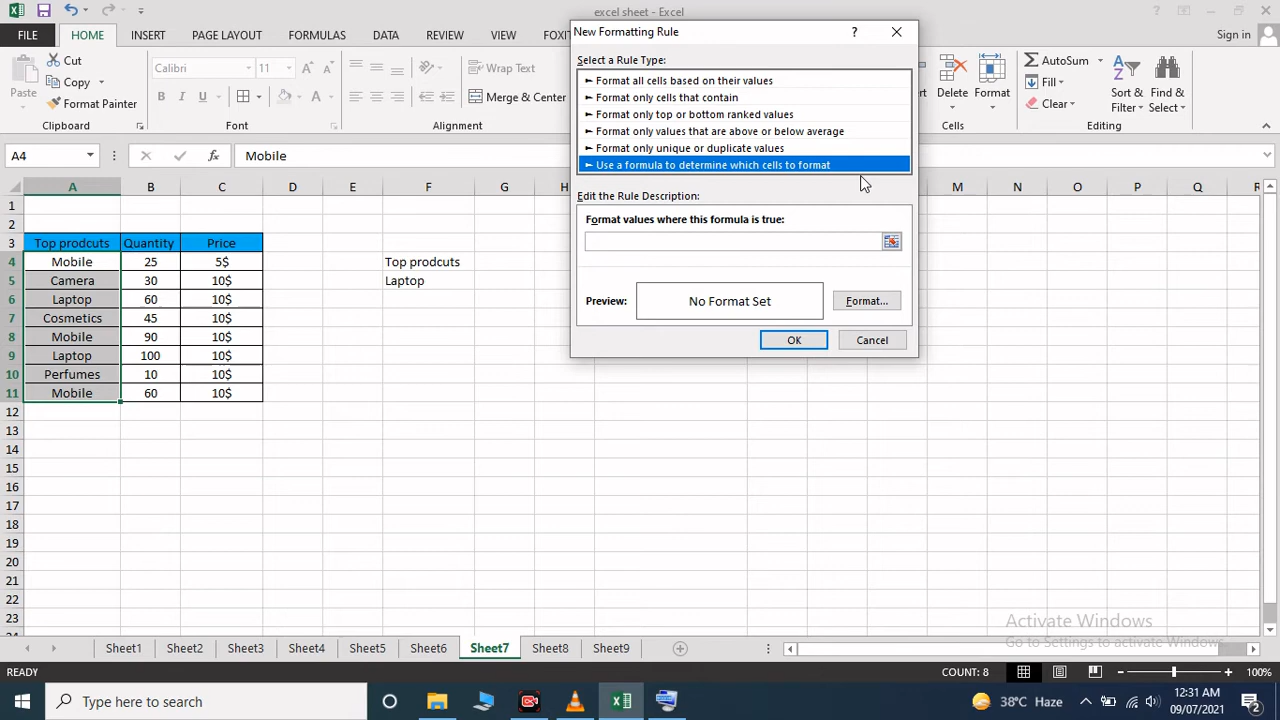 excel sheet - Excel
Sign in
FILE
HOME
INSERT
PAGE LAYOUT
FORMULAS
DATA
REVIEW
VIEW
FOXIT
Paste
Cut
Copy
Format Painter
Clipboard
Calibri
11
B I U
Font
Wrap Text
Merge & Center
Alignment
Delete
Format
Cells
AutoSum
Fill
Clear
Sort &
Filter
Find &
Select
Editing
New Formatting Rule
?
Select a Rule Type:
► Format all cells based on their values
► Format only cells that contain
► Format only top or bottom ranked values
► Format only values that are above or below average
► Format only unique or duplicate values
► Use a formula to determine which cells to format
Edit the Rule Description:
Format values where this formula is true:
Preview:
No Format Set
Format...
OK
Cancel
A4
fx
Mobile
A B C D E F G H M N O P Q R
1
2
3 Top prodcuts Quantity Price
4 Mobile 25 5$ Top prodcuts
5 Camera 30 10$ Laptop
6 Laptop 60 10$
7 Cosmetics 45 10$
8 Mobile 90 10$
9 Laptop 100 10$
10 Perfumes 10 10$
11 Mobile 60 10$
12
13
14
15
16
17
18
19
20
21
22
23
Activate Windows
Go to Settings to activate Windows.
Sheet1 Sheet2 Sheet3 Sheet4 Sheet5 Sheet6 Sheet7 Sheet8 Sheet9
READY
COUNT: 8
100%
Type here to search
38°C Haze
12:31 AM
09/07/2021
2